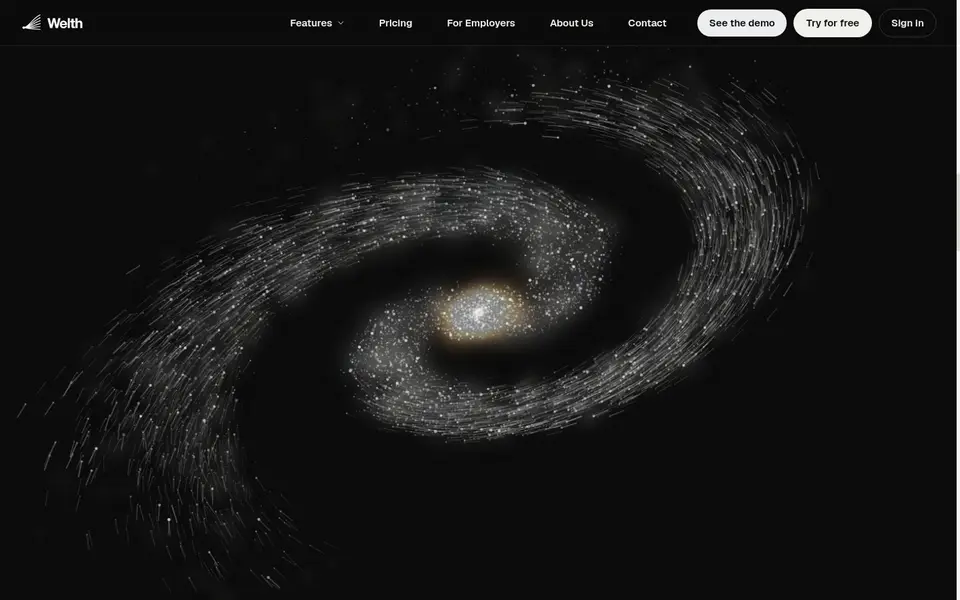 Welth
Features
Pricing
For Employers
About Us
Contact
See the demo
Try for free
Sign in